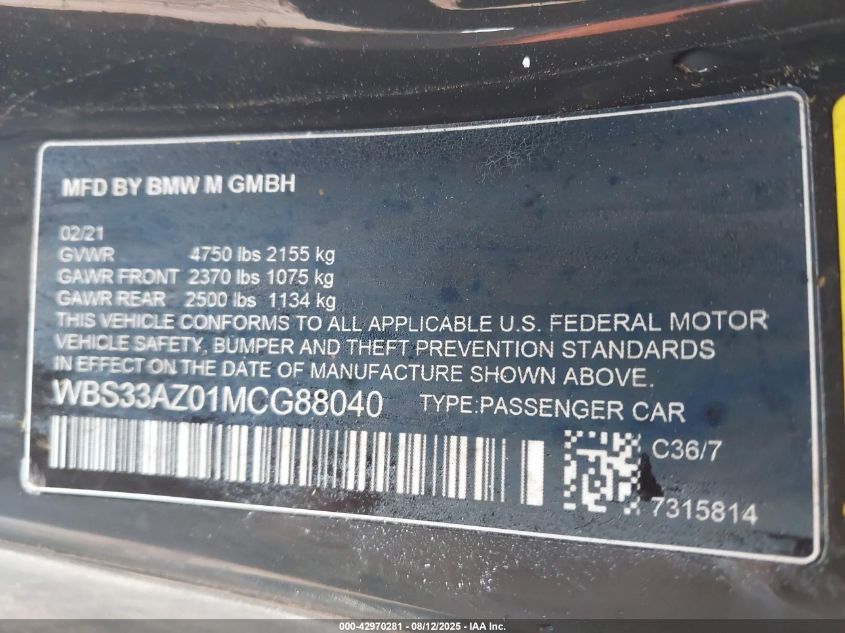 MFD BY BMW M GMBH
02/21
GVWR 4750 lbs 2155 kg
GAWR FRONT 2370 lbs 1075 kg
GAWR REAR 2500 lbs 1134 kg
THIS VEHICLE CONFORMS TO ALL APPLICABLE U.S. FEDERAL MOTOR
VEHICLE SAFETY, BUMPER AND THEFT PREVENTION STANDARDS
IN EFFECT ON THE DATE OF MANUFACTURE SHOWN ABOVE.
WBS33AZ01MCG88040 TYPE:PASSENGER CAR
C36/7
7315814
000-42970281 - 08/12/2025 - IAA Inc.